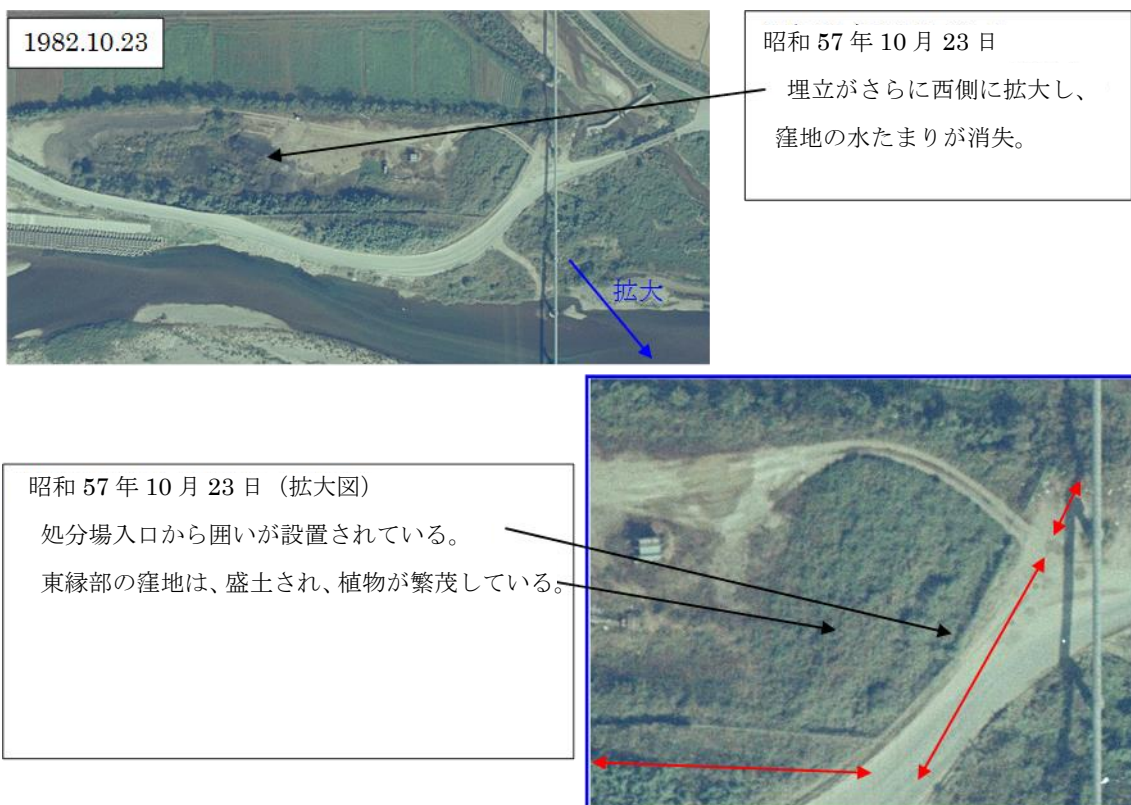 1982.10.23
昭和 57 年 10 月 23 日
埋立がさらに西側に拡大し、
窪地の水たまりが消失。
拡大
昭和 57 年 10 月 23 日（拡大図）
処分場入口から囲いが設置されている。
東縁部の窪地は、盛土され、植物が繁茂している。